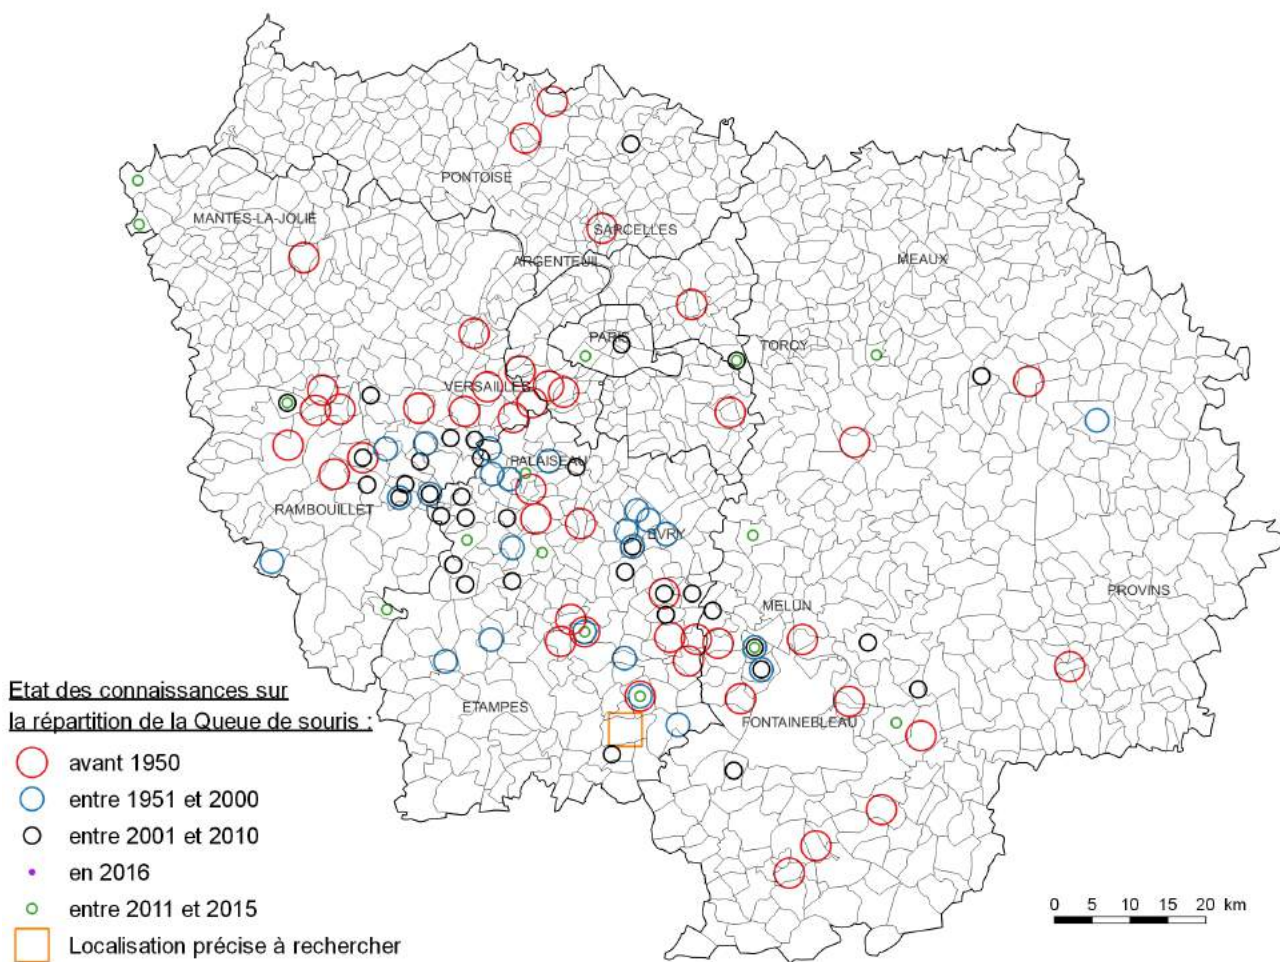 PONTOISE
MANTES-LA-JOLIE
SARCELLES
ARGENTEUIL
MEAUX
PARIS
TORCY
VERSAILLES
PALAISEAU
RAMBOUILLET
EVRY
PROVINS
MELUN
ETAMPES
FONTAINEBLEAU
Etat des connaissances sur
la répartition de la Queue de souris :
avant 1950
entre 1951 et 2000
entre 2001 et 2010
en 2016
entre 2011 et 2015
Localisation précise à rechercher
0 5 10 15 20 km